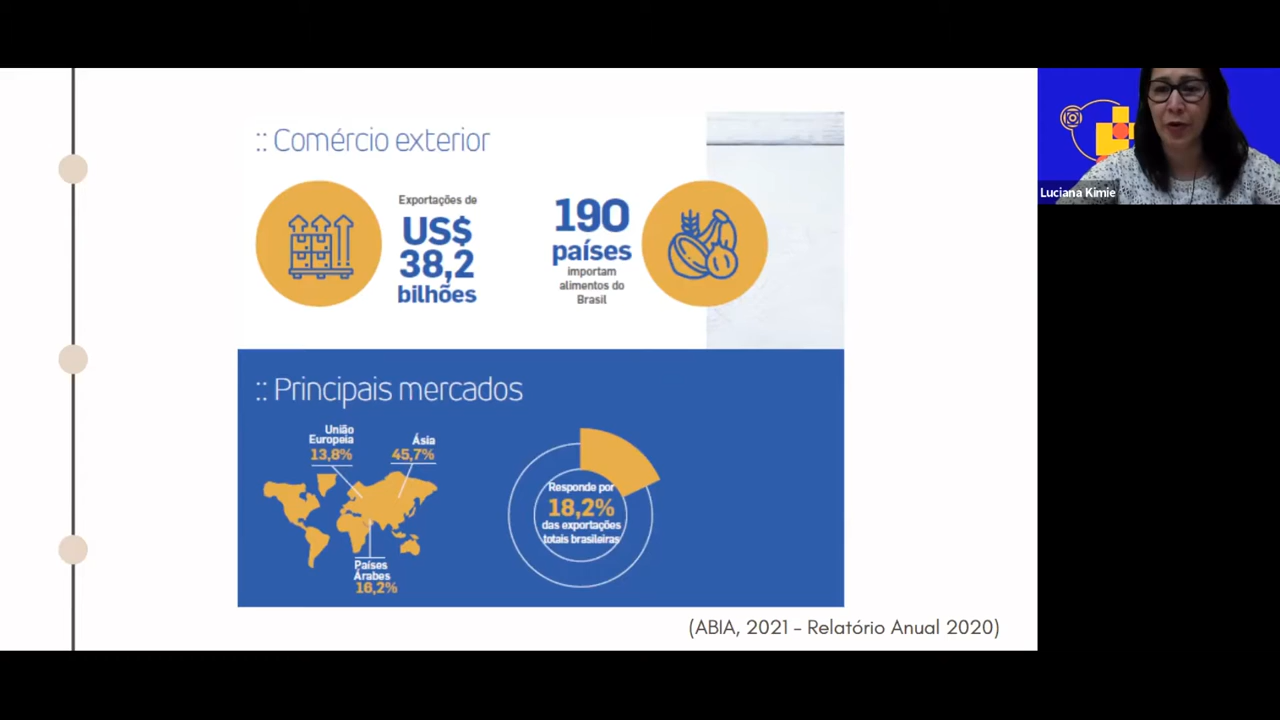 :: Comércio exterior
Exportações de
US$
38,2
bilhões
190
países
importam
alimentos do
Brasil
:: Principais mercados
União
Europeia
13,8%
Ásia
45,7%
Países
Árabes
16,2%
Responde por
18,2%
das exportações
totais brasileiras
(ABIA, 2021 - Relatório Anual 2020)
Luciana Kimie